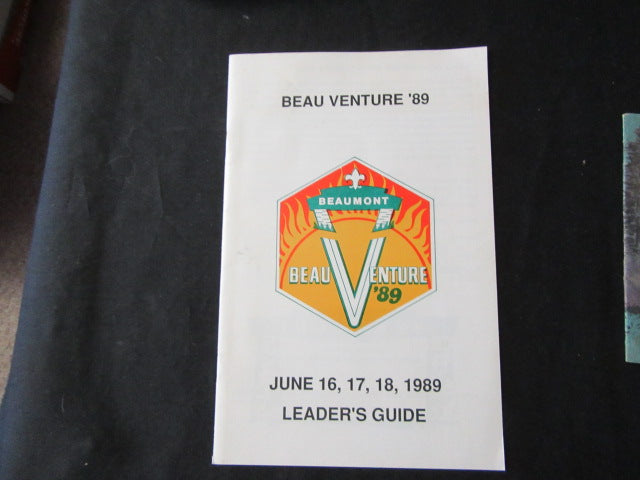 BEAU VENTURE '89
BEAUMONT
BEAU VENTURE
'89
JUNE 16, 17, 18, 1989
LEADER'S GUIDE